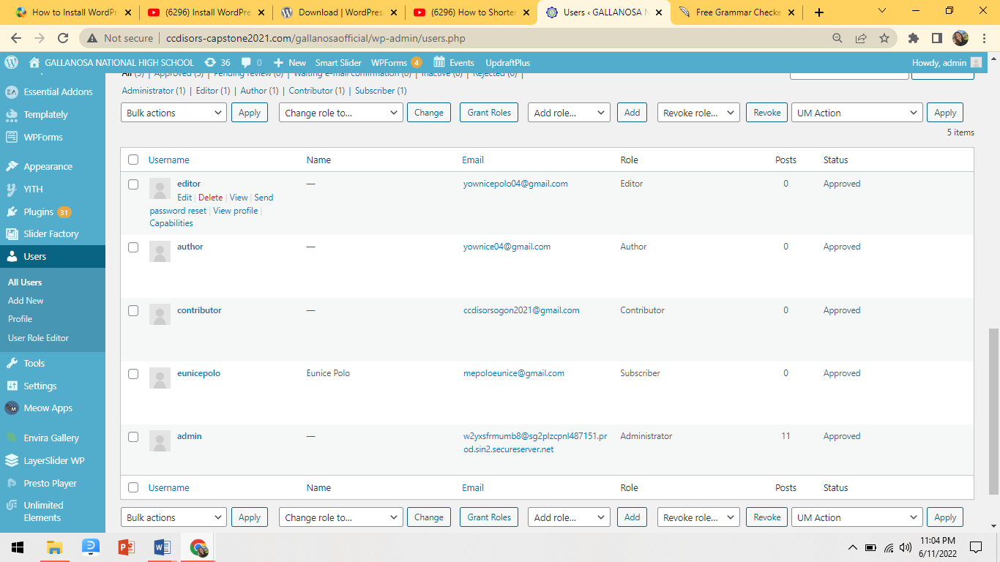 How to Install WordPr
(6296) Install WordPre
Download | WordPress
(6296) How to Shorten
Users ‹ GALLANOSA N
Free Grammar Checke
Not secure | ccdisors-capstone2021.com/gallanosaofficial/wp-admin/users.php
GALLANOSA NATIONAL HIGH SCHOOL 36 0 New Smart Slider WPForms 4 Events UpdraftPlus Howdy, admin
Essential Addons
Templately
WPForms
Appearance
YITH
Plugins 31
Slider Factory
Users
All Users
Add New
Profile
User Role Editor
Tools
Settings
Meow Apps
Envira Gallery
LayerSlider WP
Presto Player
Unlimited
Elements
All (5) | Approved (5) | Pending review (0) | Waiting e-mail confirmation (0) | Inactive (0) | Rejected (0) |
Administrator (1) | Editor (1) | Author (1) | Contributor (1) | Subscriber (1)
Bulk actions Apply Change role to... Change Grant Roles Add role... Add Revoke role... Revoke UM Action Apply
5 items
Username Name Email Role Posts Status
editor — yownicepolo04@gmail.com Editor 0 Approved
Edit | Delete | View | Send
password reset | View profile |
Capabilities
author — yownice04@gmail.com Author 0 Approved
contributor — ccdisorsogon2021@gmail.com Contributor 0 Approved
eunicepolo Eunice Polo mepoloeunice@gmail.com Subscriber 0 Approved
admin — w2yxsfrmumb8@sg2plzcpnl487151.pr Administrator 11 Approved
od.sin2.secureserver.net
Username Name Email Role Posts Status
Bulk actions Apply Change role to... Change Grant Roles Add role... Add Revoke role... Revoke UM Action Apply
11:04 PM
6/11/2022